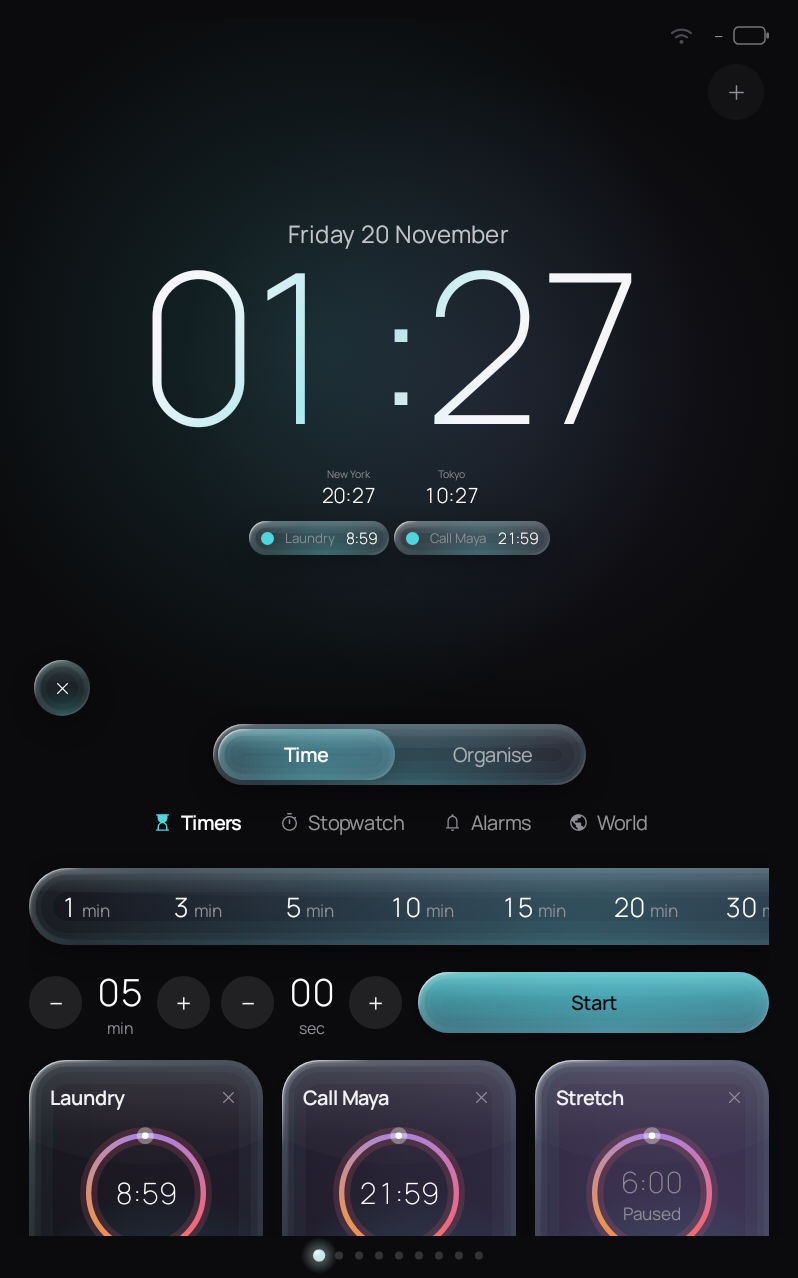 Friday 20 November
01:27
New York Tokyo
20:27 10:27
Laundry 8:59 Call Maya 21:59
Time Organise
Timers Stopwatch Alarms World
1 min 3 min 5 min 10 min 15 min 20 min 30
− 05 + − 00 + Start
min sec
Laundry Call Maya Stretch
8:59 21:59 6:00
Paused